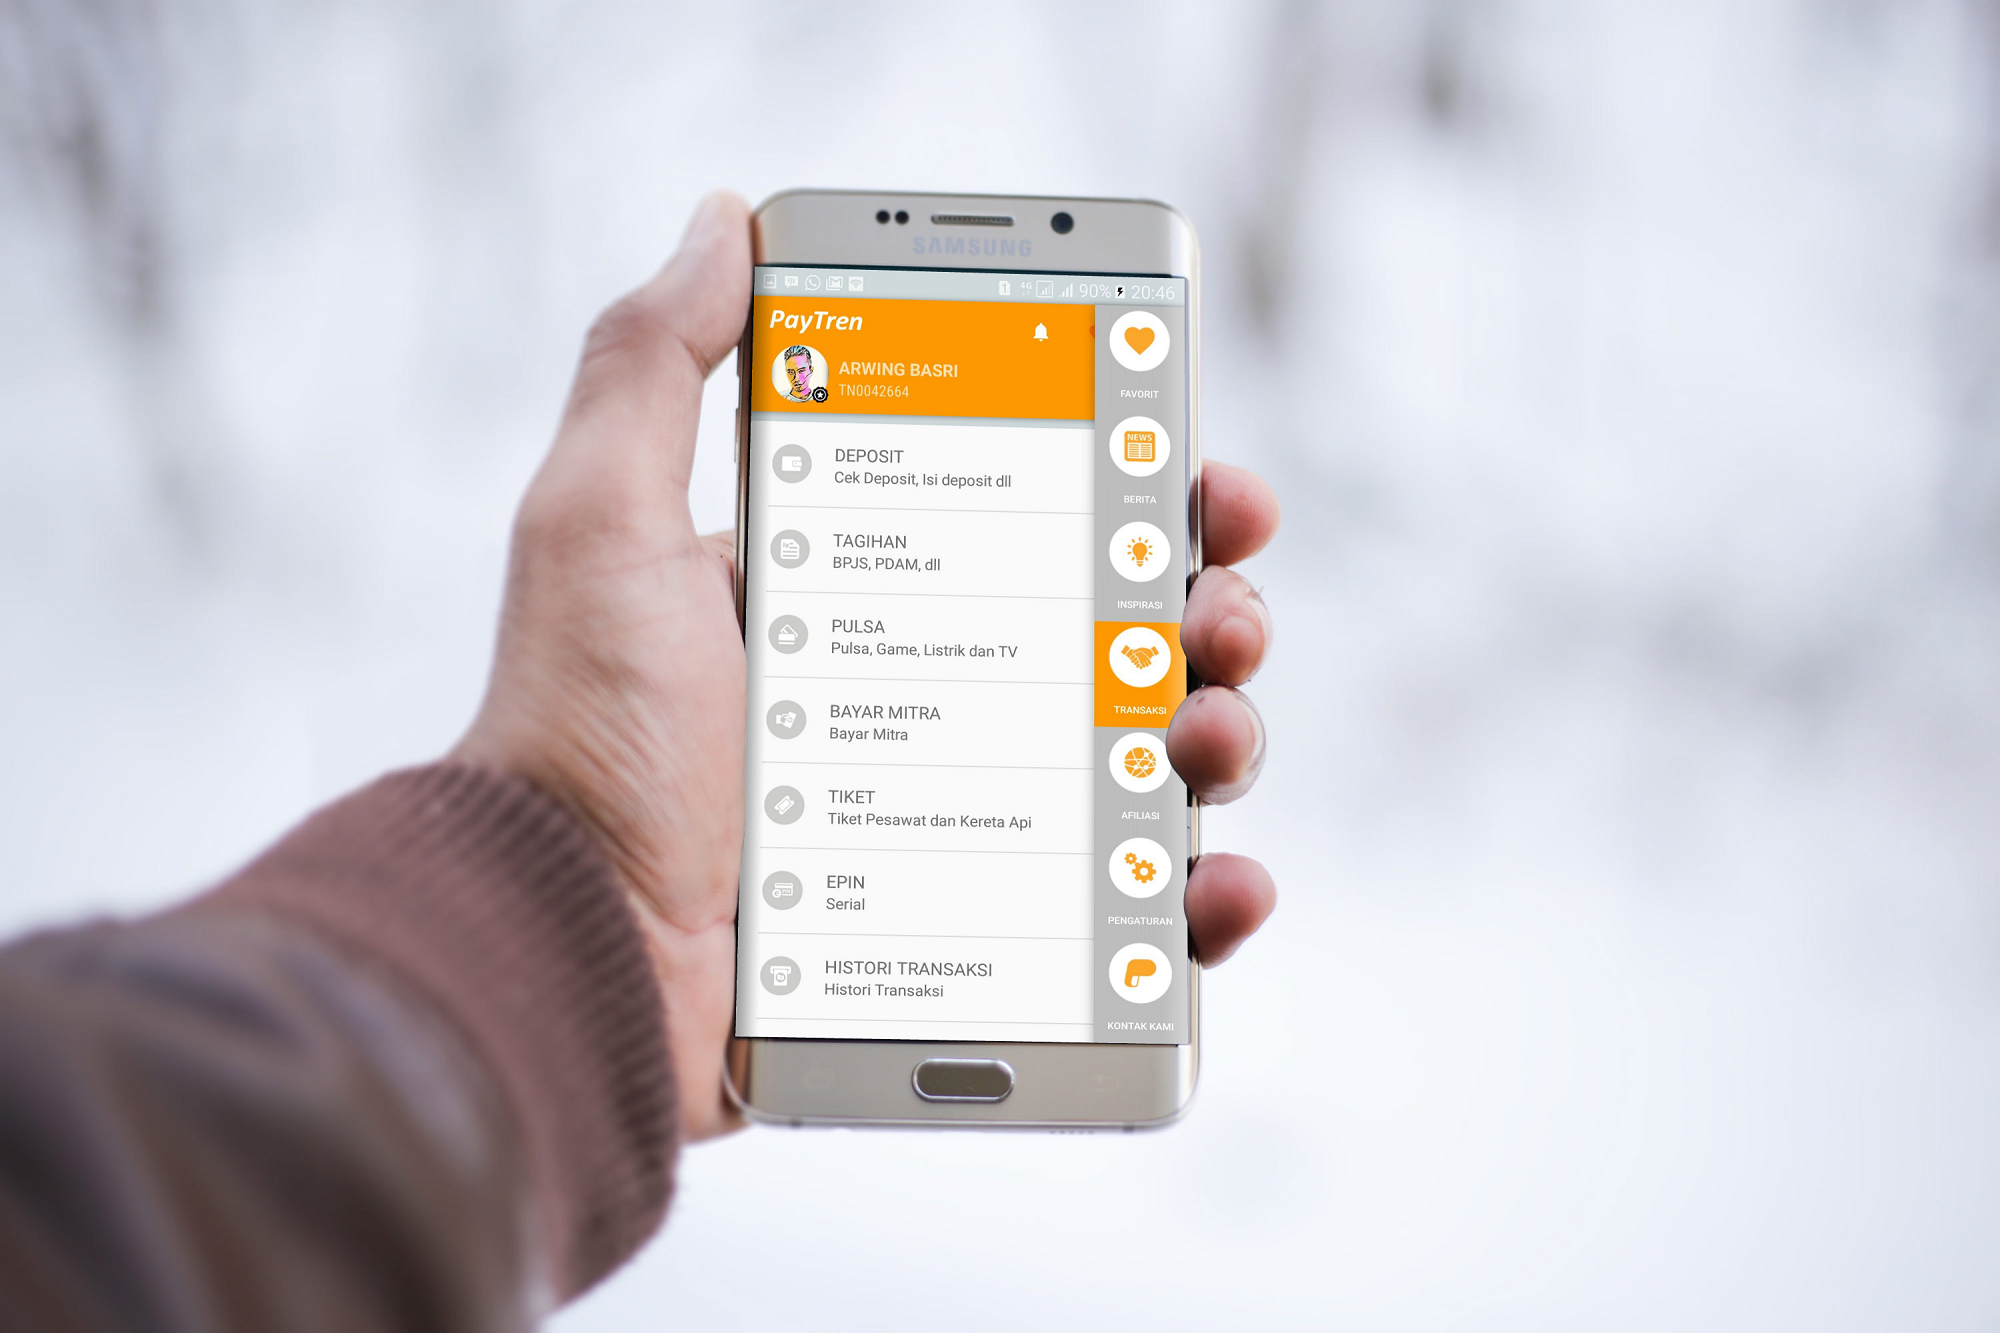 SAMSUNG
4G 90% 20:46
PayTren
ARWING BASRI
TN0042664
DEPOSIT
Cek Deposit, Isi deposit dll
TAGIHAN
BPJS, PDAM, dll
PULSA
Pulsa, Game, Listrik dan TV
BAYAR MITRA
Bayar Mitra
TIKET
Tiket Pesawat dan Kereta Api
EPIN
Serial
HISTORI TRANSAKSI
Histori Transaksi
FAVORIT
NEWS
BERITA
INSPIRASI
TRANSAKSI
AFILIASI
PENGATURAN
KONTAK KAMI